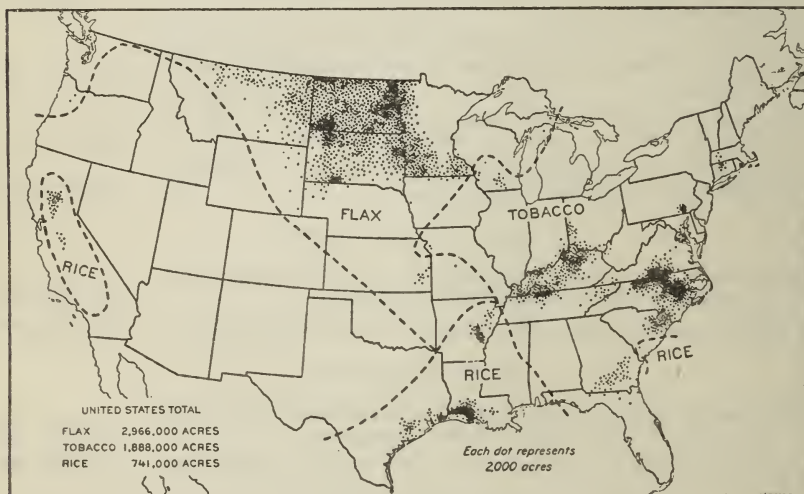 FLAX
TOBACCO
RICE
RICE
RICE
UNITED STATES TOTAL
FLAX 2,966,000 ACRES
TOBACCO 1,888,000 ACRES
RICE 741,000 ACRES
Each dot represents
2000 acres